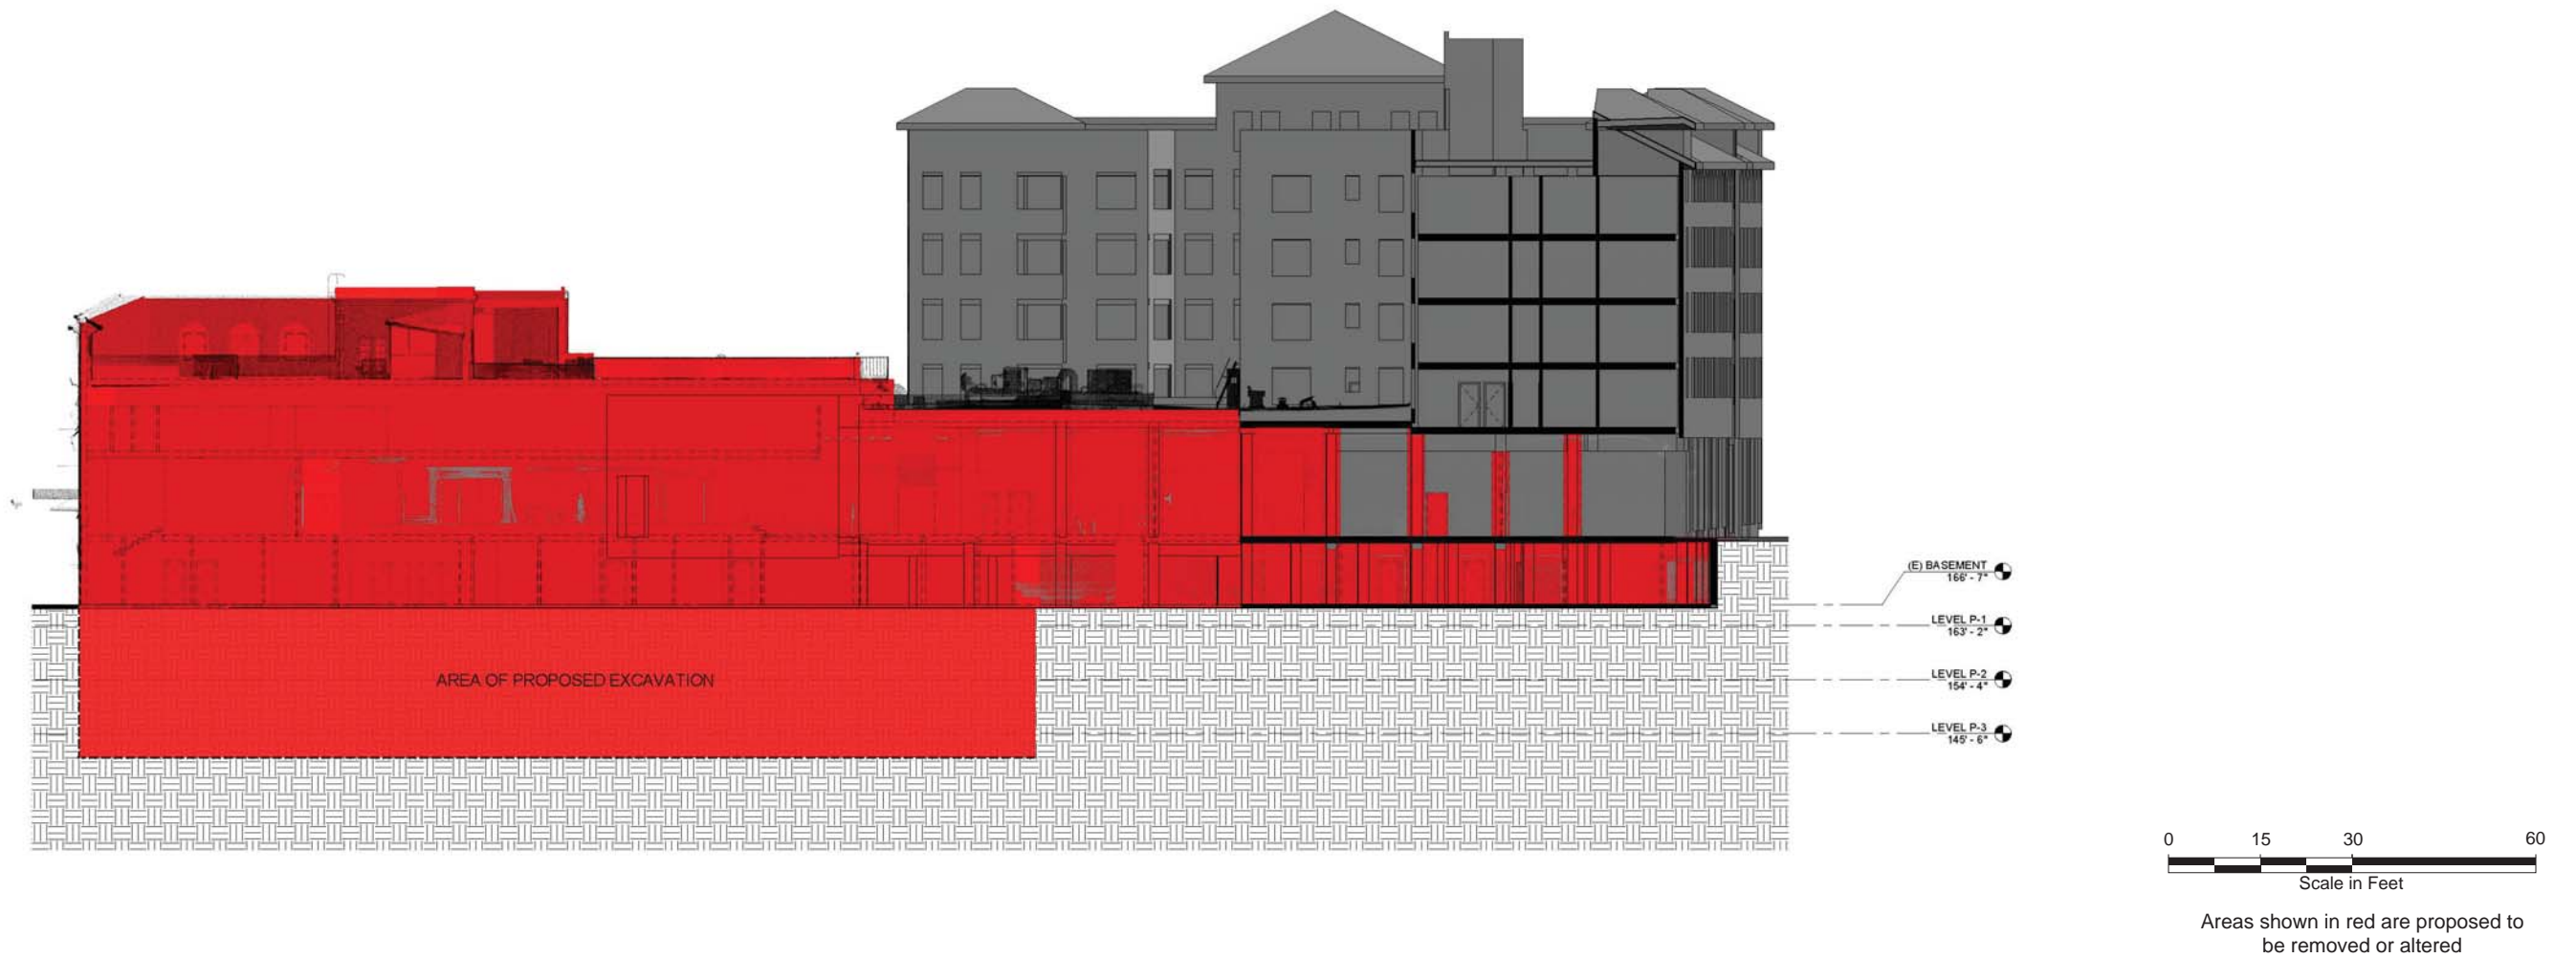 (E) BASEMENT
166' - 7"
LEVEL P-1
163' - 2"
AREA OF PROPOSED EXCAVATION
LEVEL P-2
154' - 4"
LEVEL P-3
145' - 6"
0 15 30 60
Scale in Feet
Areas shown in red are proposed to
be removed or altered